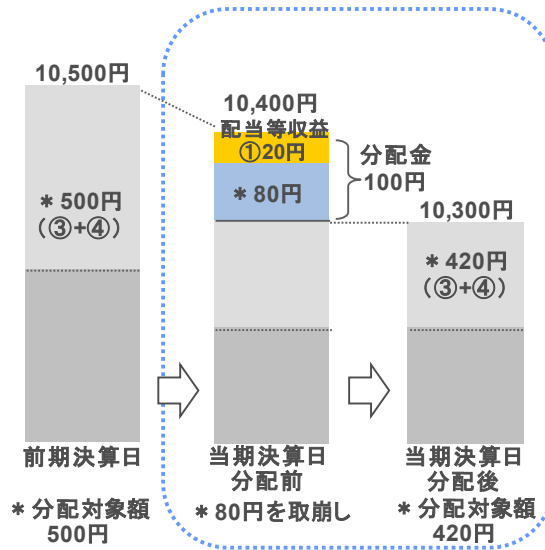 10,500円
＊500円
（③+④）
前期決算日
＊分配対象額
500円
10,400円
配当等収益
①20円
＊80円
分配金
100円
当期決算日
分配前
＊80円を取崩し
10,300円
＊420円
（③+④）
当期決算日
分配後
＊分配対象額
420円